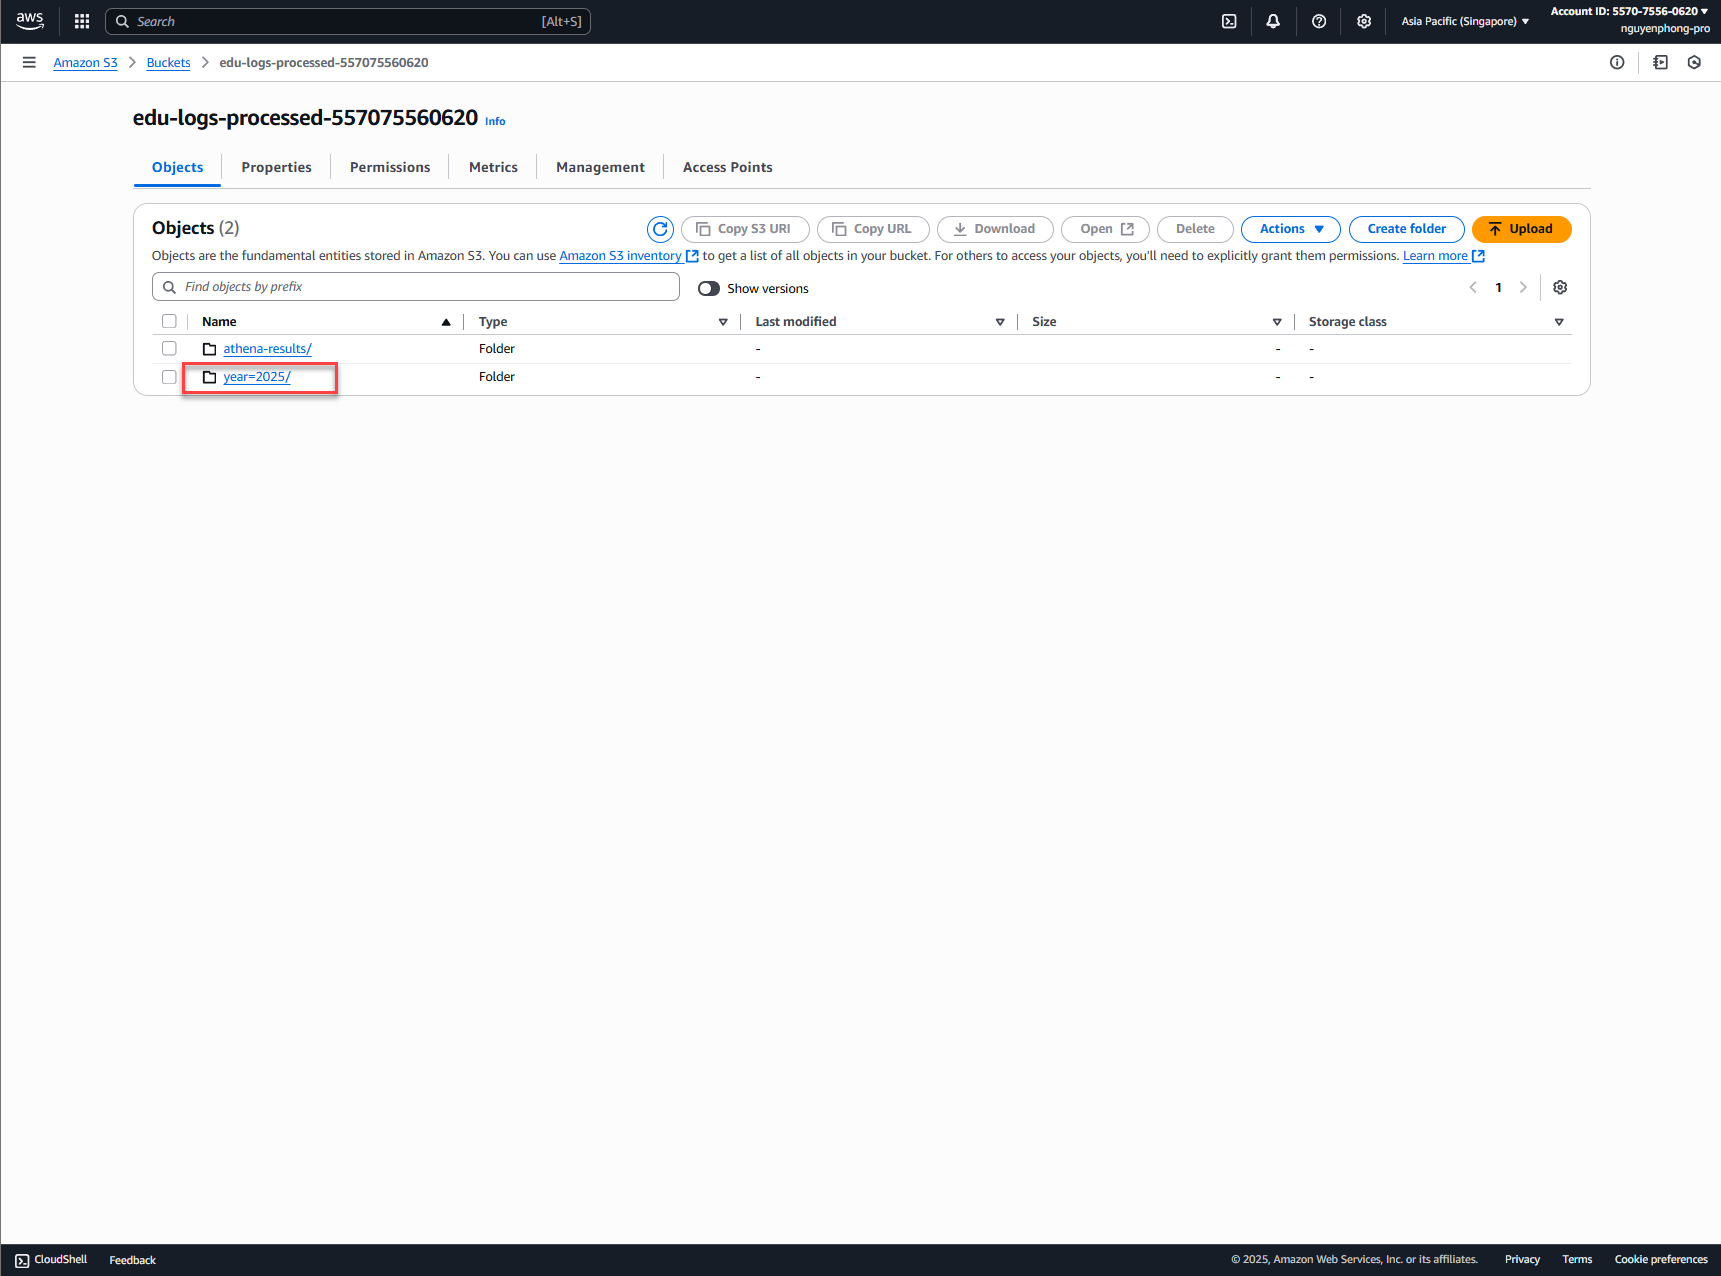 aws
Search [Alt+S]
Asia Pacific (Singapore)
Account ID: 5570-7556-0620
nguyenphong-pro
Amazon S3 > Buckets > edu-logs-processed-557075560620
edu-logs-processed-557075560620 Info
Objects Properties Permissions Metrics Management Access Points
Objects (2) Copy S3 URI Copy URL Download Open Delete Actions Create folder Upload
Objects are the fundamental entities stored in Amazon S3. You can use Amazon S3 inventory to get a list of all objects in your bucket. For others to access your objects, you'll need to explicitly grant them permissions. Learn more
Find objects by prefix Show versions 1
Name Type Last modified Size Storage class
athena-results/ Folder - - -
year=2025/ Folder - - -
CloudShell Feedback © 2025, Amazon Web Services, Inc. or its affiliates. Privacy Terms Cookie preferences